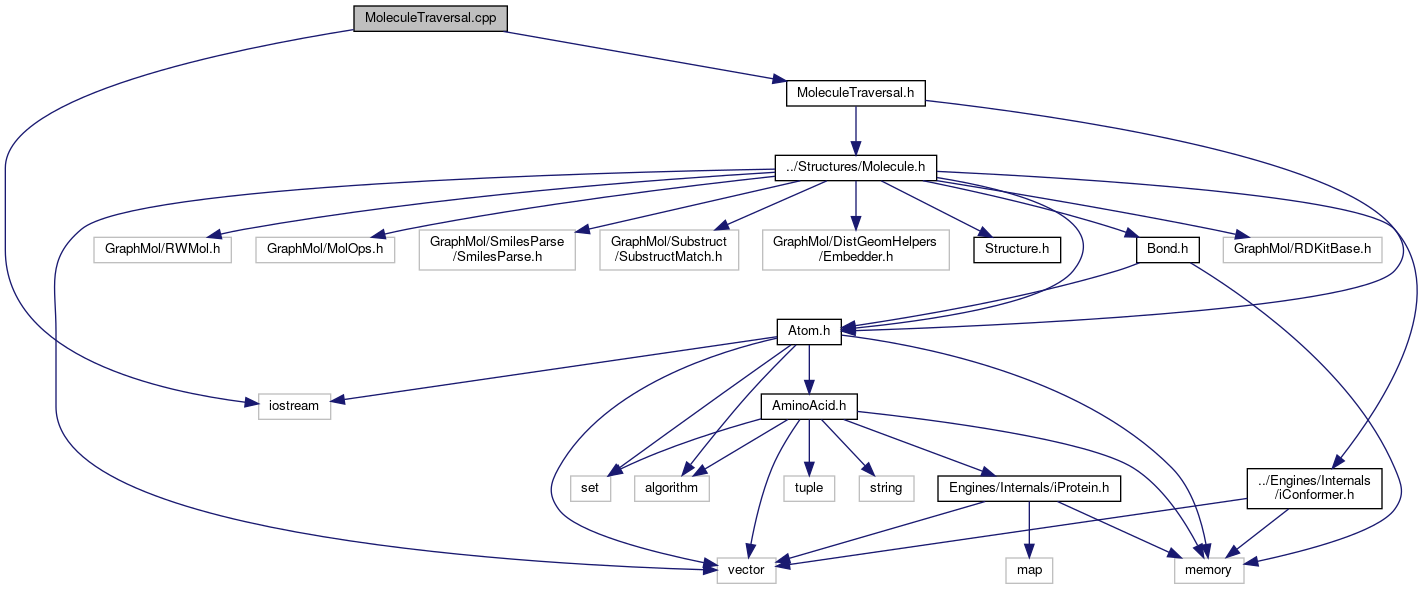 MoleculeTraversal.cpp
MoleculeTraversal.h
../Structures/Molecule.h
GraphMol/RWMol.h
GraphMol/MolOps.h
GraphMol/SmilesParse
/SmilesParse.h
GraphMol/Substruct
/SubstructMatch.h
GraphMol/DistGeomHelpers
/Embedder.h
Structure.h
Bond.h
GraphMol/RDKitBase.h
Atom.h
iostream
AminoAcid.h
set
algorithm
tuple
string
Engines/Internals/iProtein.h
../Engines/Internals
/iConformer.h
vector
map
memory